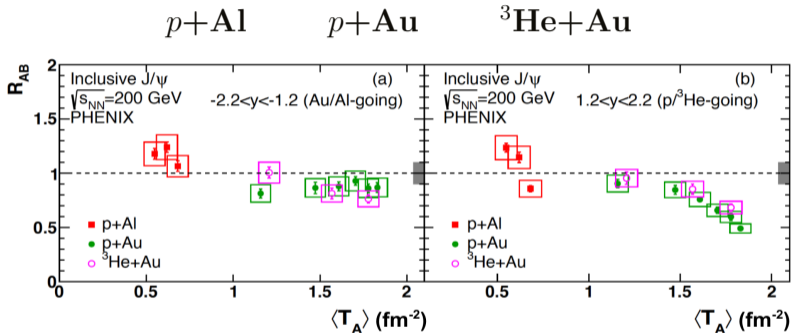 p+Al p+Au ³He+Au
R_AB
Inclusive J/ψ (a)
√s_NN=200 GeV -2.2<y<-1.2 (Au/Al-going)
PHENIX
2
1.5
1
0.5
0
p+Al
p+Au
³He+Au
0 0.5 1 1.5 2
⟨T_A⟩ (fm⁻²)
Inclusive J/ψ (b)
√s_NN=200 GeV 1.2<y<2.2 (p/³He-going)
PHENIX
p+Al
p+Au
³He+Au
0.5 1 1.5 2
⟨T_A⟩ (fm⁻²)